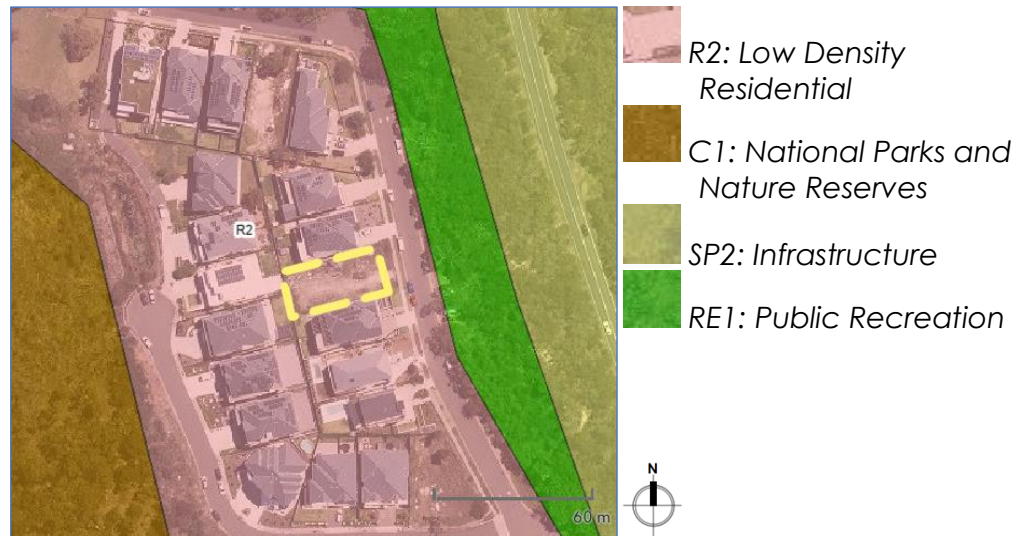 R2: Low Density
Residential
C1: National Parks and
Nature Reserves
SP2: Infrastructure
RE1: Public Recreation
R2
60 m
N